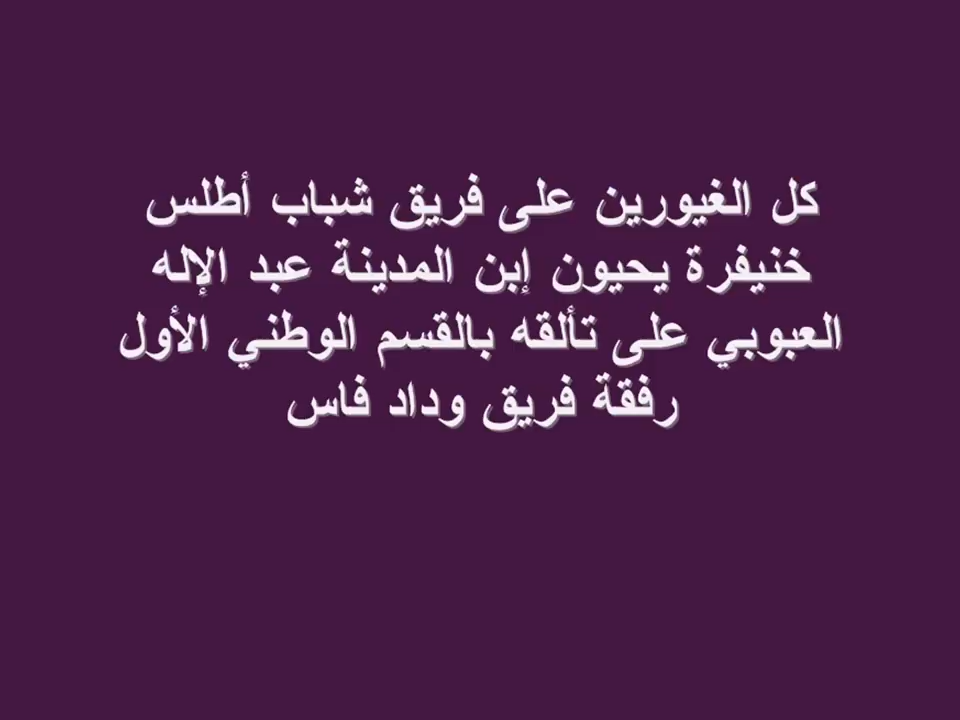 كل الغيورين على فريق شباب أطلس
خنيفرة يحيون إبن المدينة عبد الإله
العبوبي على تألقه بالقسم الوطني الأول
رفقة فريق وداد فاس